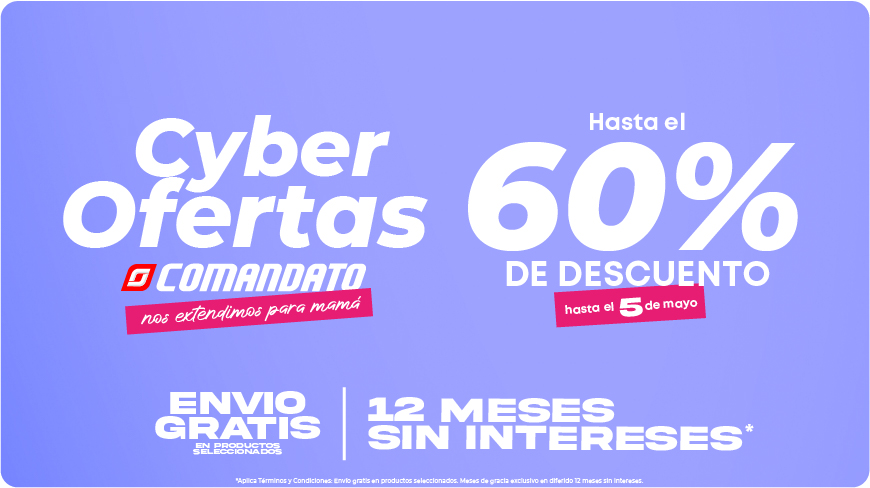 Cyber
Ofertas
COMANDATO
nos extendimos para mamá
Hasta el
60%
DE DESCUENTO
hasta el 5 de mayo
ENVIO
GRATIS
EN PRODUCTOS
SELECCIONADOS
12 MESES
SIN INTERESES*
*Aplica Términos y Condiciones: Envío gratis en productos seleccionados. Meses de gracia exclusivo en diferido 12 meses sin intereses.